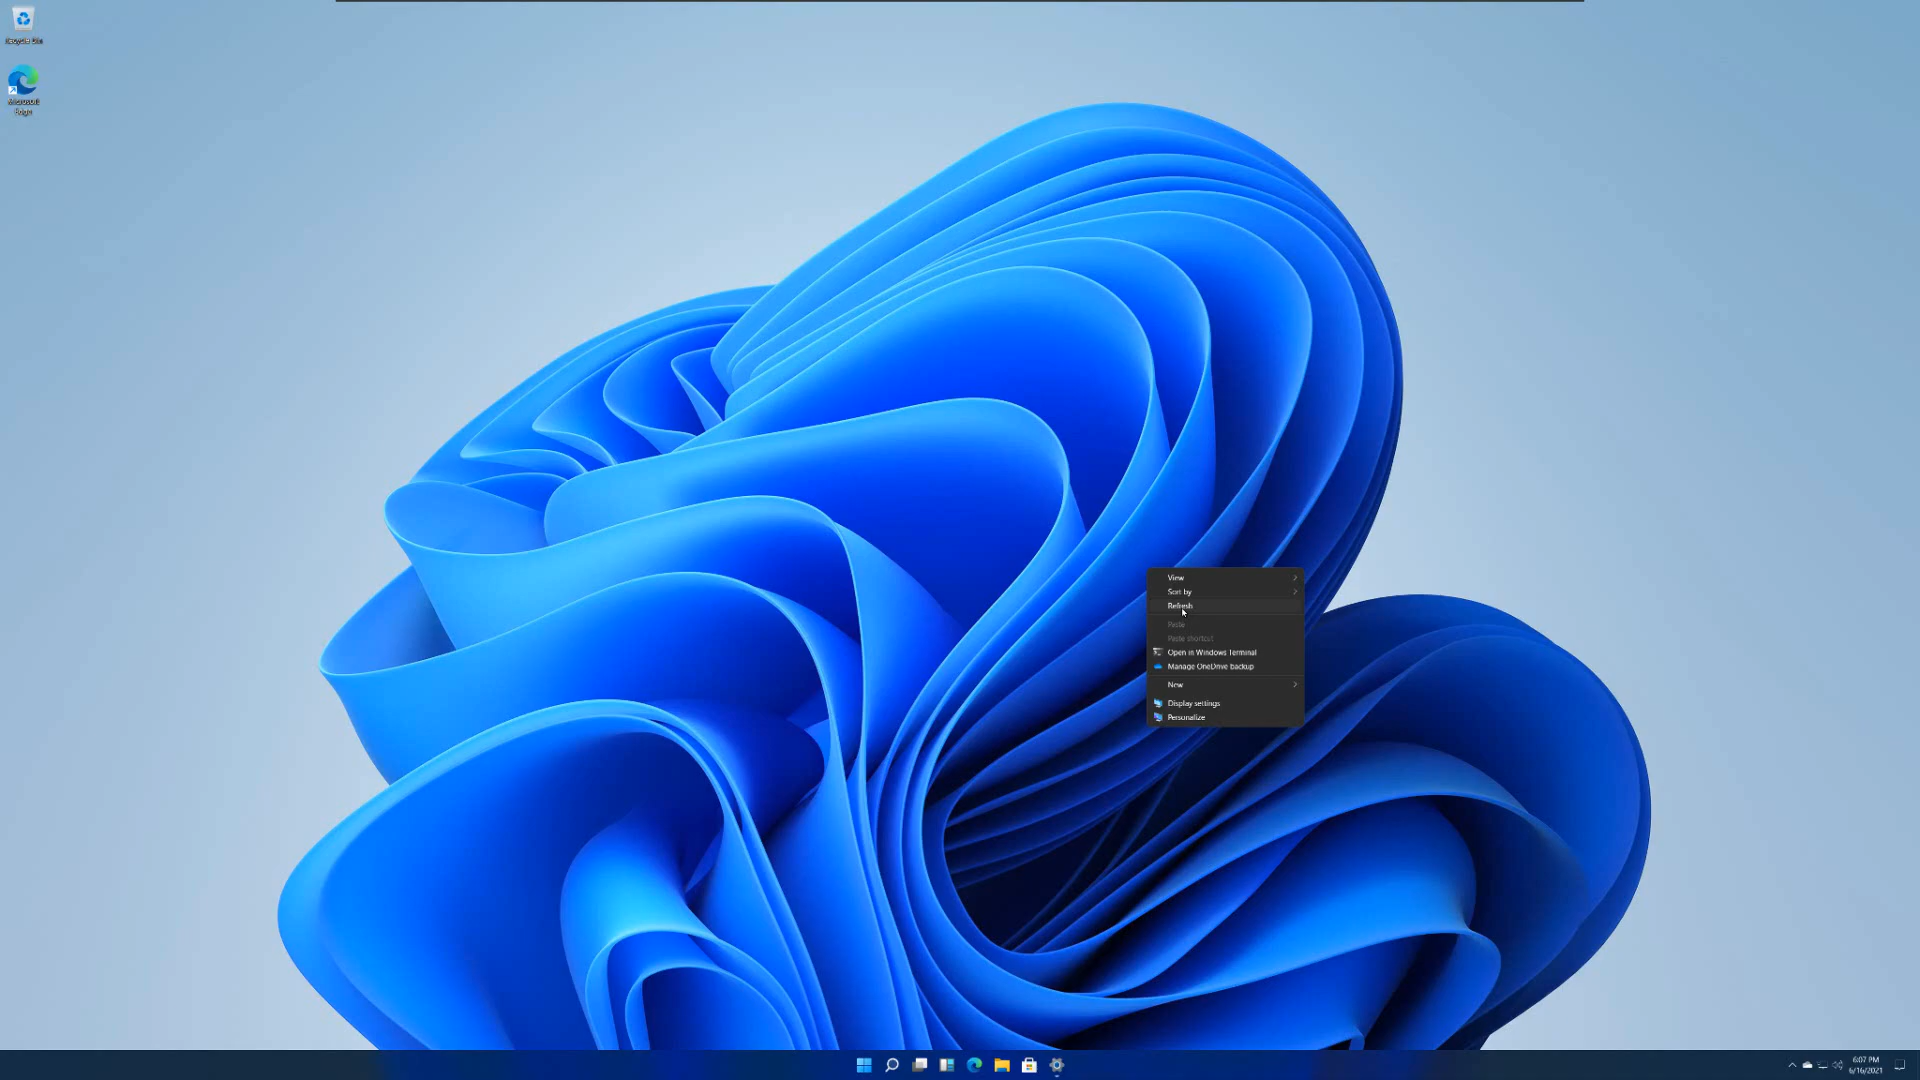 Recycle Bin
Microsoft
Edge
View
Sort by
Refresh
Paste
Paste shortcut
Open in Windows Terminal
Manage OneDrive backup
New
Display settings
Personalize
6:07 PM
6/16/2021